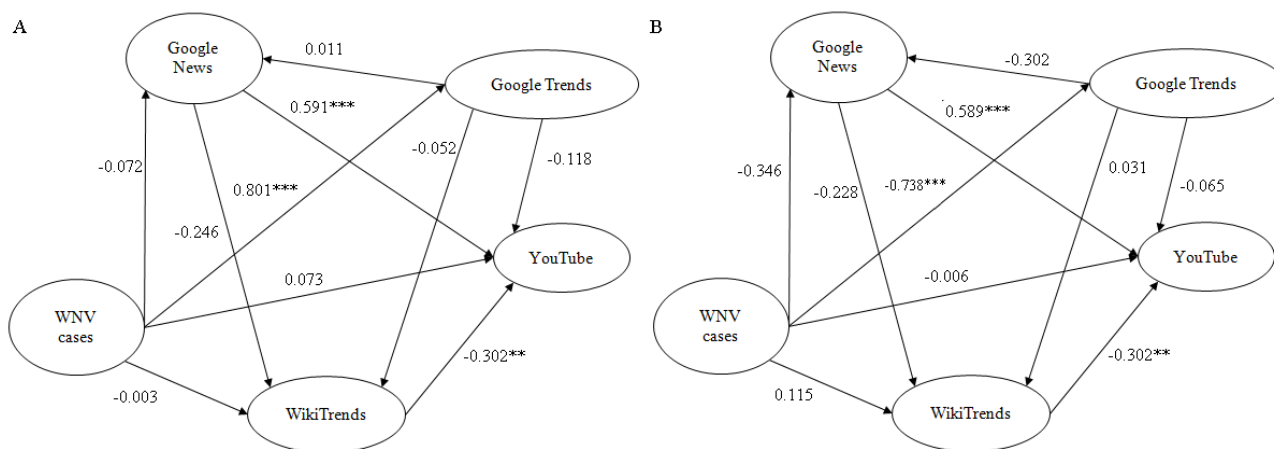 A
Google
News
0.011
Google Trends
0.591***
-0.052
-0.118
-0.072
0.801***
-0.246
YouTube
0.073
WNV
cases
-0.302**
-0.003
WikiTrends
B
Google
News
-0.302
Google Trends
0.589***
0.031
-0.065
-0.346
-0.738***
-0.228
YouTube
-0.006
WNV
cases
-0.302**
0.115
WikiTrends